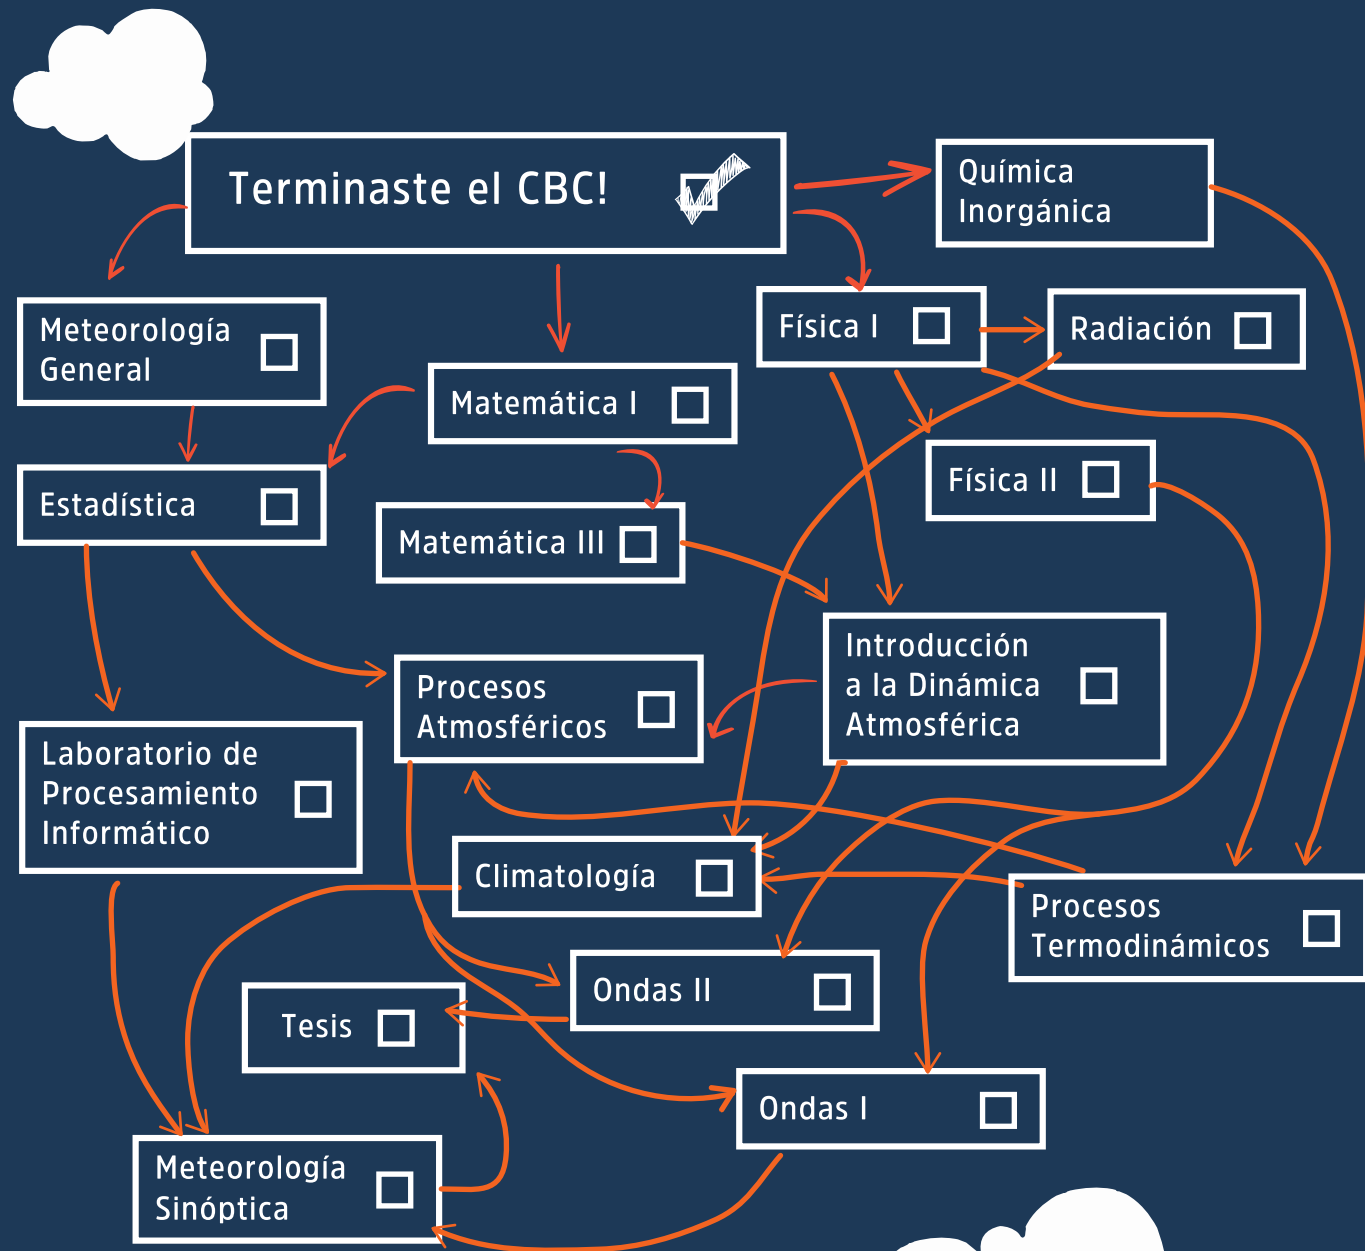 Terminaste el CBC!
Química
Inorgánica
Meteorología
General
Física I
Radiación
Matemática I
Física II
Estadística
Matemática III
Introducción
a la Dinámica
Atmosférica
Procesos
Atmosféricos
Laboratorio de
Procesamiento
Informático
Climatología
Procesos
Termodinámicos
Ondas II
Tesis
Ondas I
Meteorología
Sinóptica